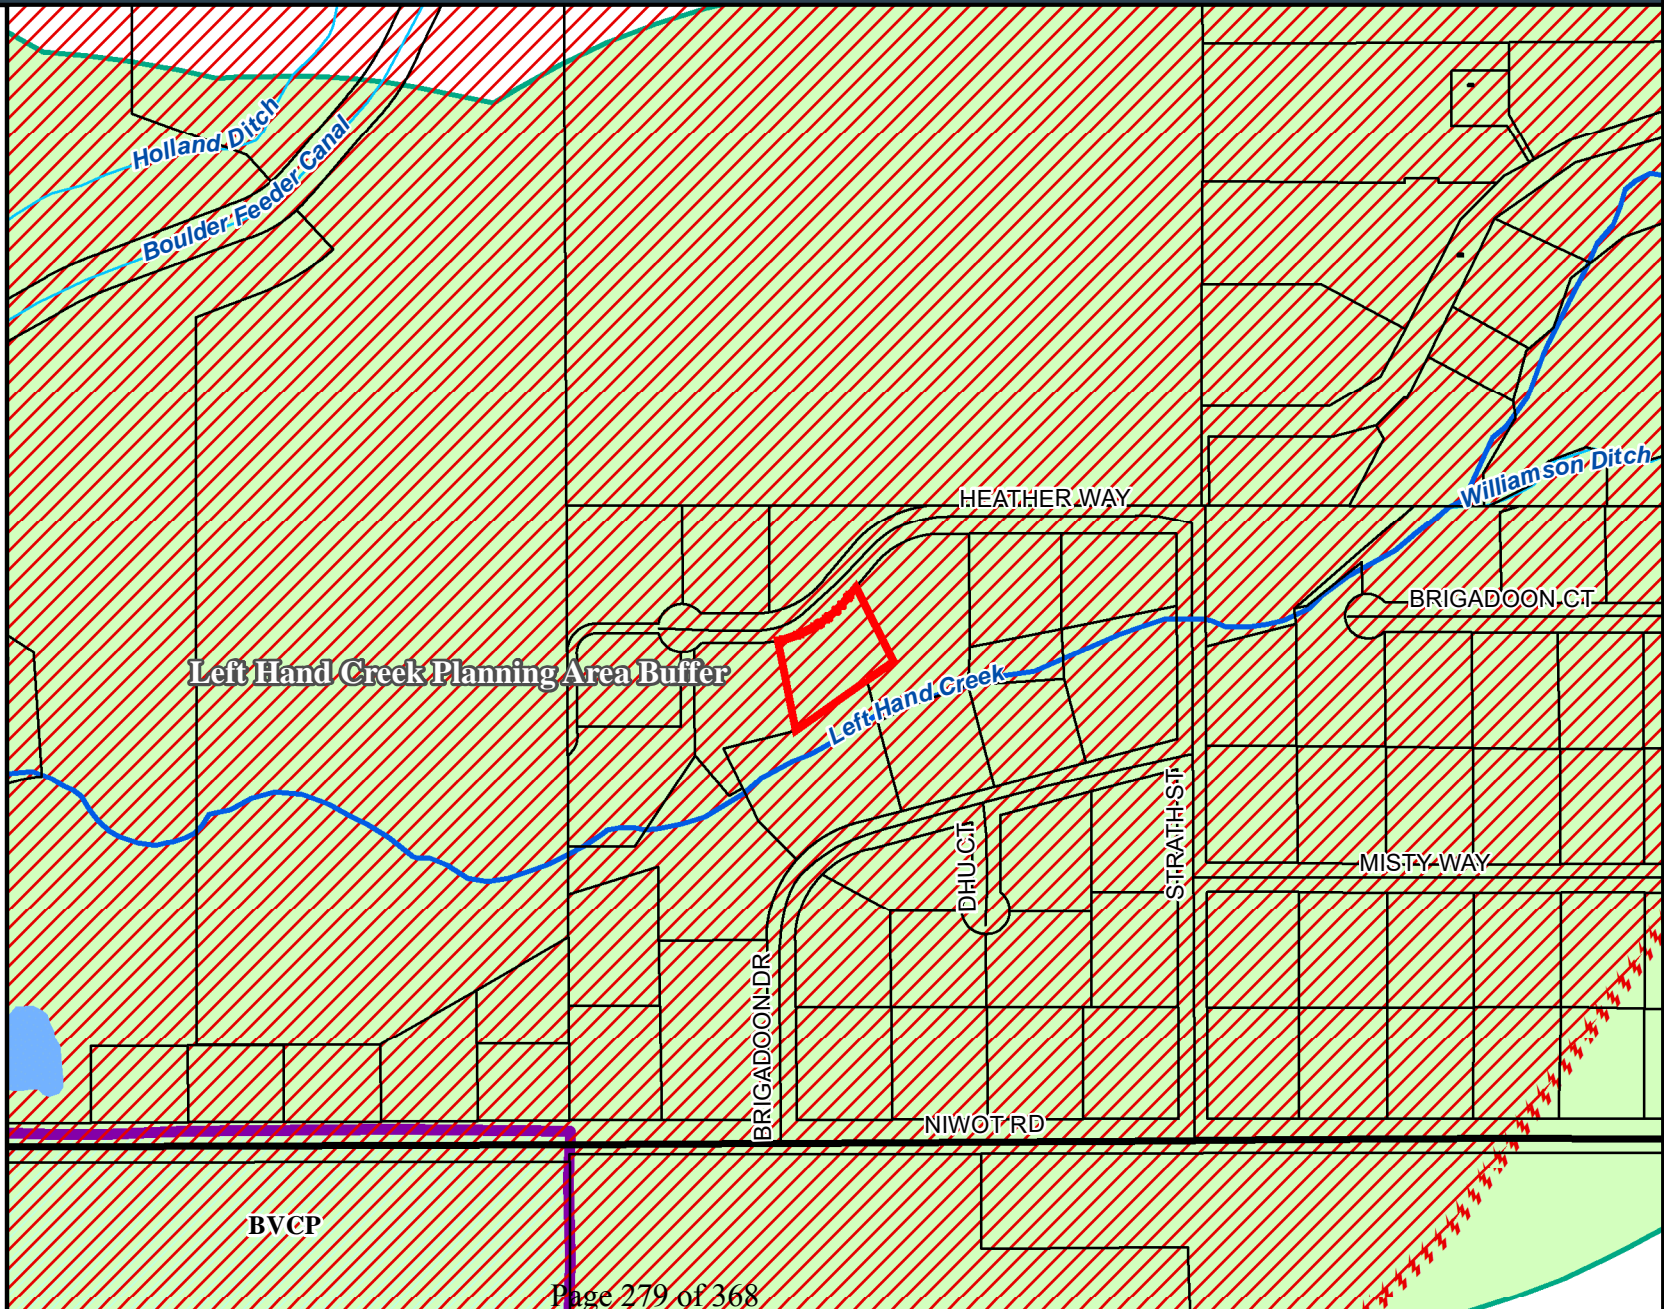 Holland Ditch
Boulder Feeder Canal
Williamson Ditch
HEATHER WAY
BRIGADOON CT
Left Hand Creek Planning Area Buffer
Left Hand Creek
STRATH ST
DHU CT
MISTY WAY
BRIGADOON DR
NIWOT RD
BVCP
Page 279 of 368